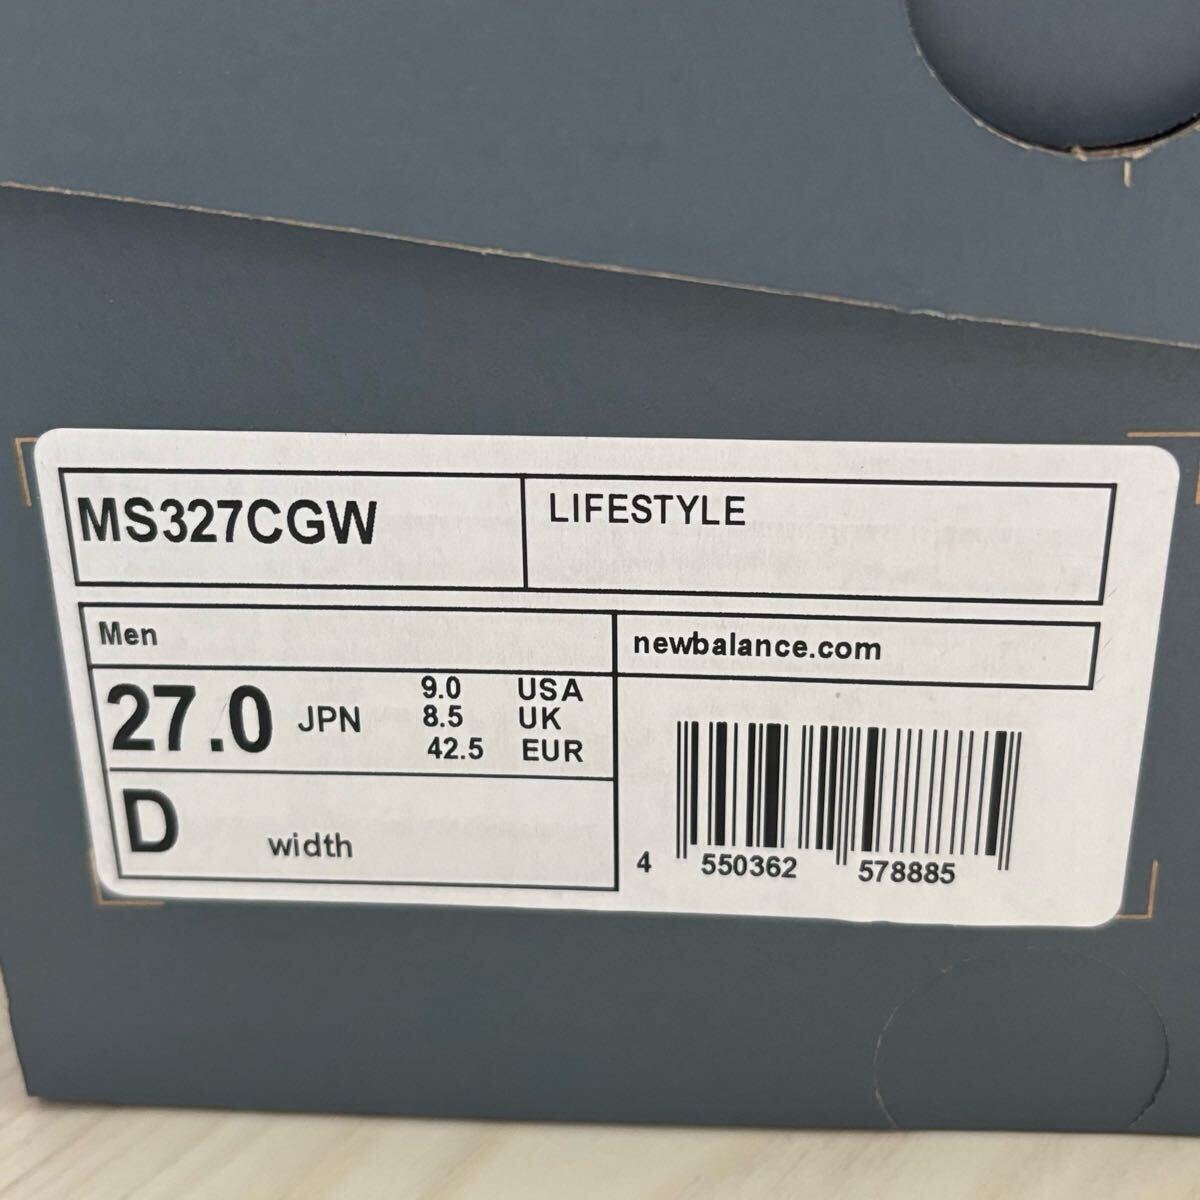 MS327CGW
LIFESTYLE
Men
newbalance.com
27.0 JPN
9.0 USA
8.5 UK
42.5 EUR
D width
4 550362 578885